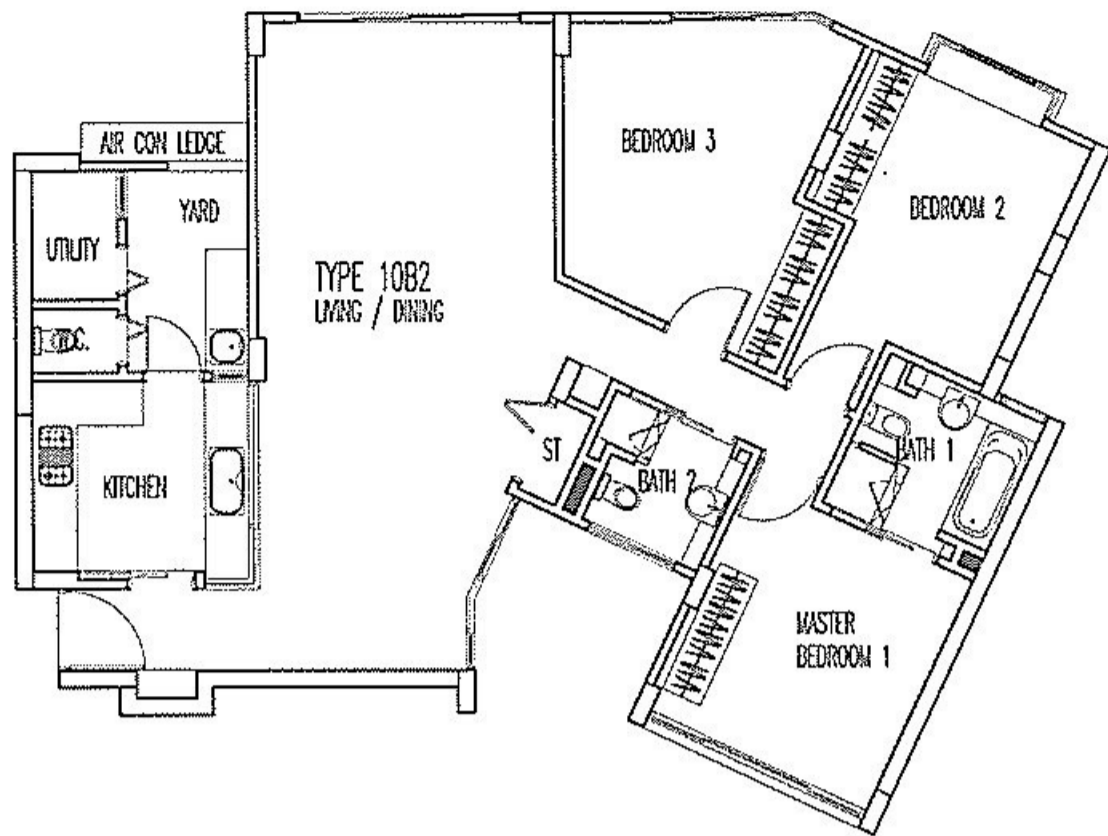 AIR CON LEDGE
YARD
UTILITY
W.C.
KITCHEN
TYPE 10B2
LIVING / DINING
BEDROOM 3
BEDROOM 2
ST
BATH 2
BATH 1
MASTER
BEDROOM 1